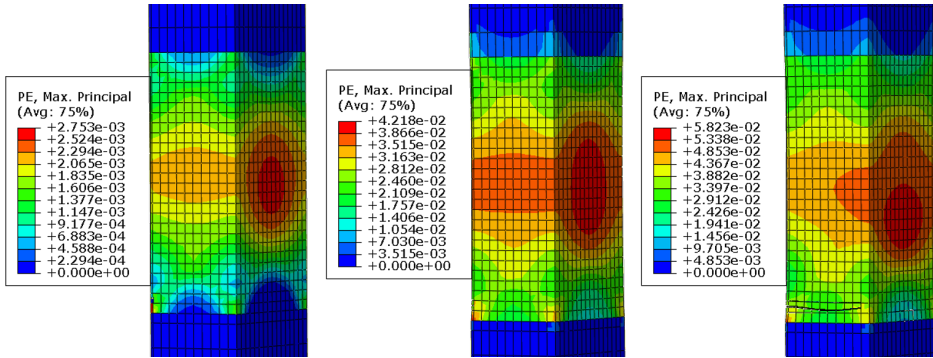 PE, Max. Principal
(Avg: 75%)
+2.753e-03
+2.524e-03
+2.294e-03
+2.065e-03
+1.835e-03
+1.606e-03
+1.377e-03
+1.147e-03
+9.177e-04
+6.883e-04
+4.588e-04
+2.294e-04
+0.000e+00
PE, Max. Principal
(Avg: 75%)
+4.218e-02
+3.866e-02
+3.515e-02
+3.163e-02
+2.812e-02
+2.460e-02
+2.109e-02
+1.757e-02
+1.406e-02
+1.054e-02
+7.030e-03
+3.515e-03
+0.000e+00
PE, Max. Principal
(Avg: 75%)
+5.823e-02
+5.338e-02
+4.853e-02
+4.367e-02
+3.882e-02
+3.397e-02
+2.912e-02
+2.426e-02
+1.941e-02
+1.456e-02
+9.705e-03
+4.853e-03
+0.000e+00